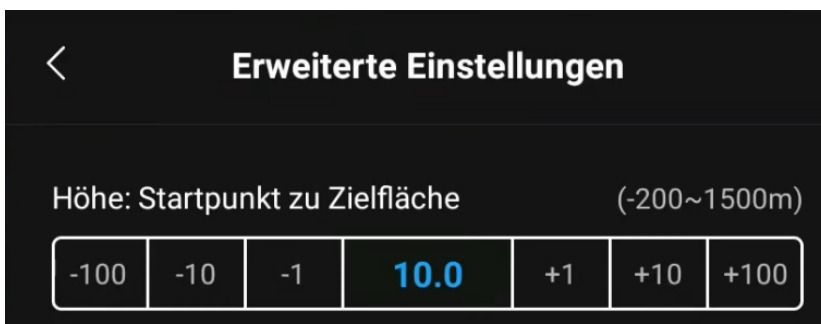 Erweiterte Einstellungen
Höhe: Startpunkt zu Zielfläche (-200~1500m)
-100 -10 -1 10.0 +1 +10 +100